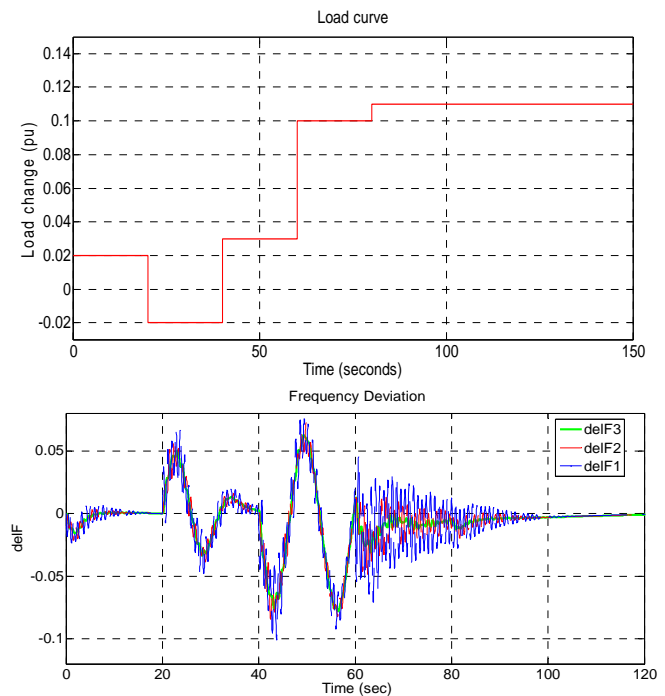 Load curve
0.14
0.12
0.1
0.08
0.06
0.04
0.02
0
-0.02
Load change (pu)
0
50
100
150
Time (seconds)
Frequency Deviation
0.05
0
-0.05
-0.1
delF
delF3
delF2
delF1
0
20
40
60
80
100
120
Time (sec)